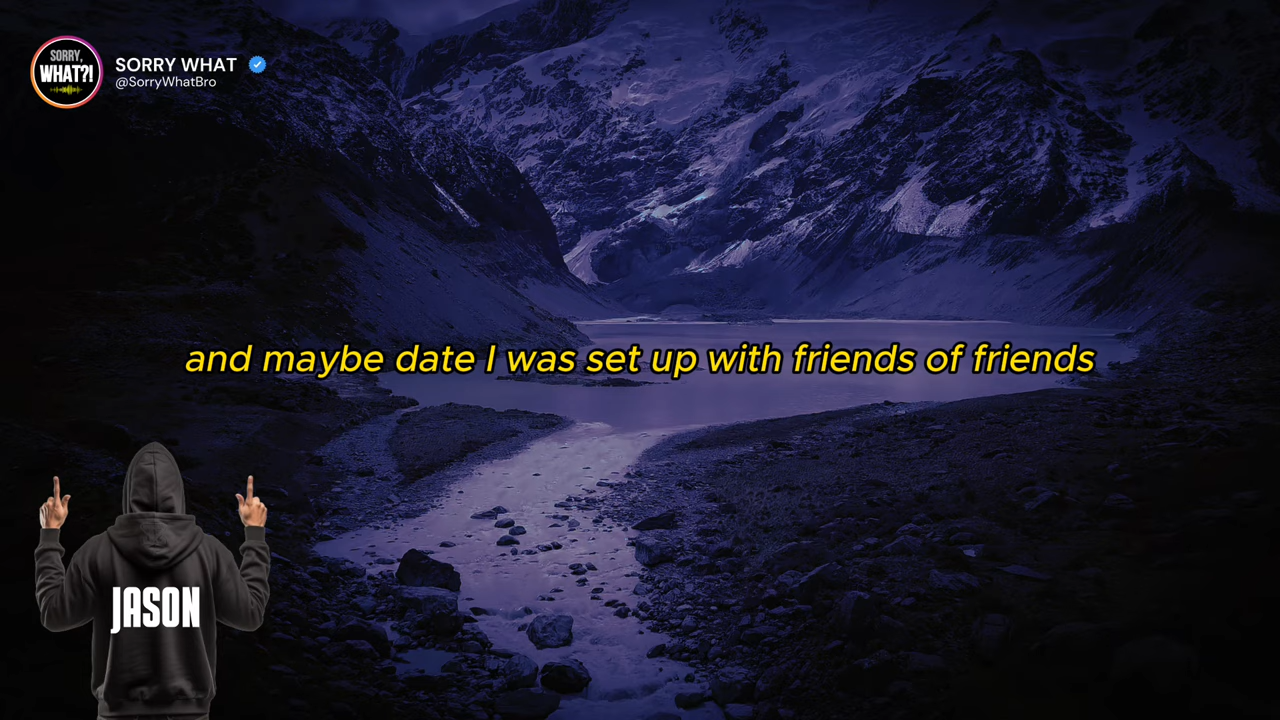 SORRY,
WHAT?!
SORRY WHAT
@SorryWhatBro
and maybe date I was set up with friends of friends
JASON